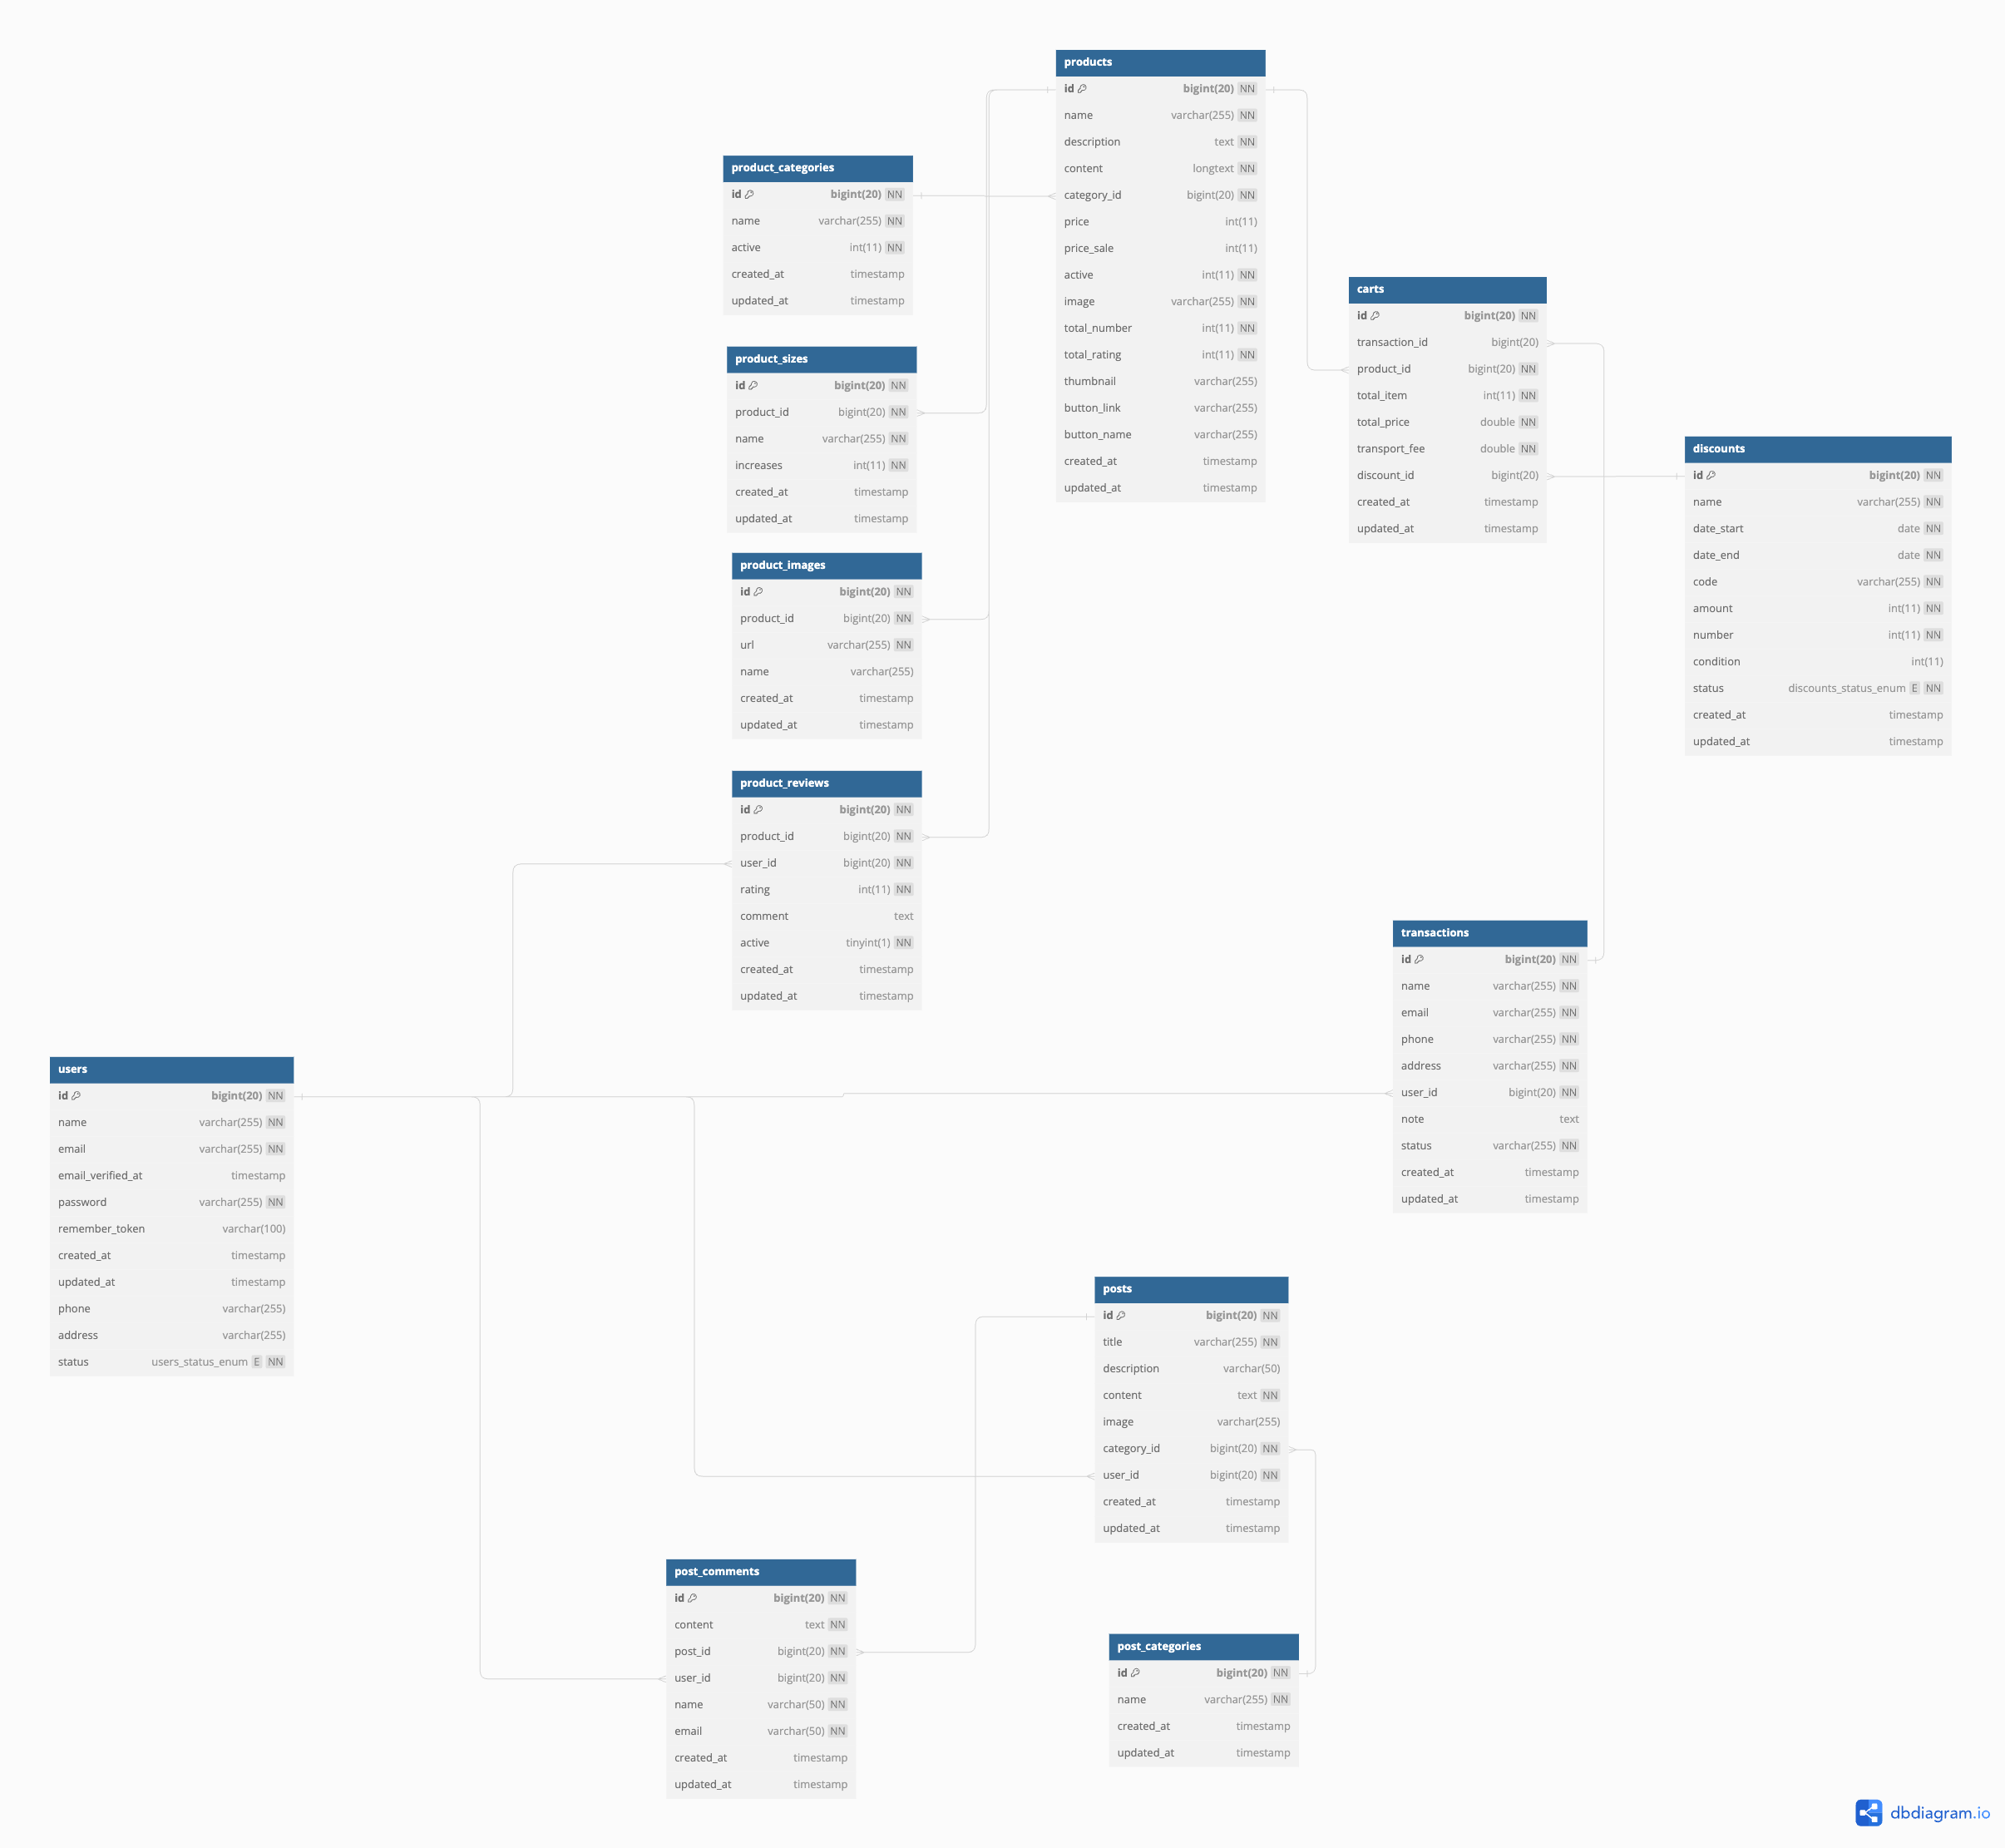 products
id bigint(20) NN
name varchar(255) NN
description text NN
content longtext NN
category_id bigint(20) NN
price int(11)
price_sale int(11)
active int(11) NN
image varchar(255) NN
total_number int(11) NN
total_rating int(11) NN
thumbnail varchar(255)
button_link varchar(255)
button_name varchar(255)
created_at timestamp
updated_at timestamp
product_categories
id bigint(20) NN
name varchar(255) NN
active int(11) NN
created_at timestamp
updated_at timestamp
product_sizes
id bigint(20) NN
product_id bigint(20) NN
name varchar(255) NN
increases int(11) NN
created_at timestamp
updated_at timestamp
product_images
id bigint(20) NN
product_id bigint(20) NN
url varchar(255) NN
name varchar(255)
created_at timestamp
updated_at timestamp
product_reviews
id bigint(20) NN
product_id bigint(20) NN
user_id bigint(20) NN
rating int(11) NN
comment text
active tinyint(1) NN
created_at timestamp
updated_at timestamp
carts
id bigint(20) NN
transaction_id bigint(20)
product_id bigint(20) NN
total_item int(11) NN
total_price double NN
transport_fee double NN
discount_id bigint(20)
created_at timestamp
updated_at timestamp
discounts
id bigint(20) NN
name varchar(255) NN
date_start date NN
date_end date NN
code varchar(255) NN
amount int(11) NN
number int(11) NN
condition int(11)
status discounts_status_enum E NN
created_at timestamp
updated_at timestamp
transactions
id bigint(20) NN
name varchar(255) NN
email varchar(255) NN
phone varchar(255) NN
address varchar(255) NN
user_id bigint(20) NN
note text
status varchar(255) NN
created_at timestamp
updated_at timestamp
users
id bigint(20) NN
name varchar(255) NN
email varchar(255) NN
email_verified_at timestamp
password varchar(255) NN
remember_token varchar(100)
created_at timestamp
updated_at timestamp
phone varchar(255)
address varchar(255)
status users_status_enum E NN
posts
id bigint(20) NN
title varchar(255) NN
description varchar(50)
content text NN
image varchar(255)
category_id bigint(20) NN
user_id bigint(20) NN
created_at timestamp
updated_at timestamp
post_comments
id bigint(20) NN
content text NN
post_id bigint(20) NN
user_id bigint(20) NN
name varchar(50) NN
email varchar(50) NN
created_at timestamp
updated_at timestamp
post_categories
id bigint(20) NN
name varchar(255) NN
created_at timestamp
updated_at timestamp
dbdiagram.io